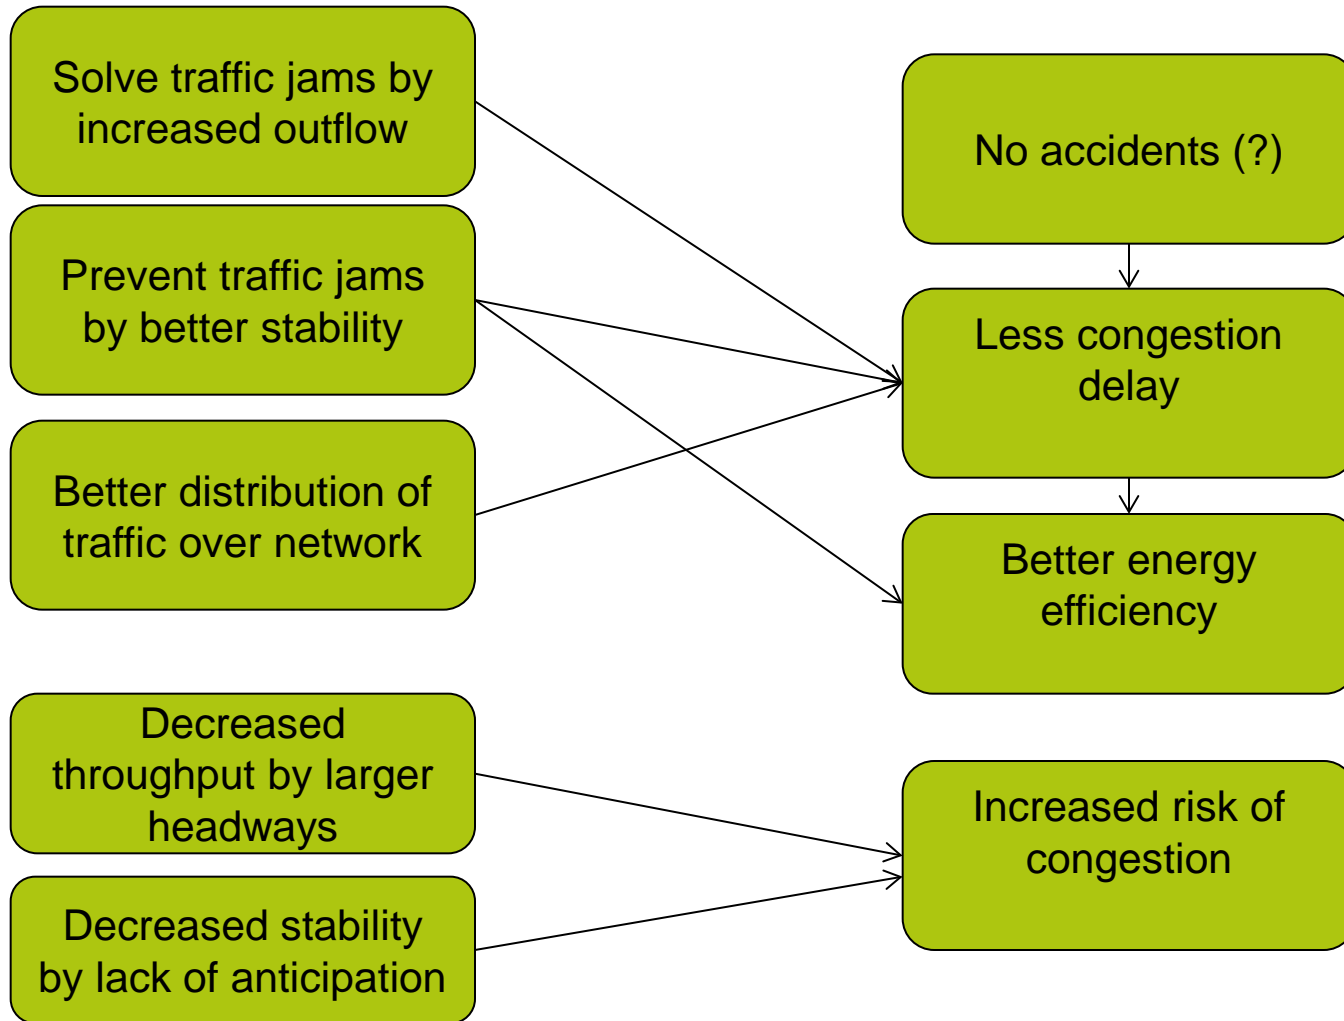 Solve traffic jams by
increased outflow
Prevent traffic jams
by better stability
Better distribution of
traffic over network
Decreased
throughput by larger
headways
Decreased stability
by lack of anticipation
No accidents (?)
Less congestion
delay
Better energy
efficiency
Increased risk of
congestion